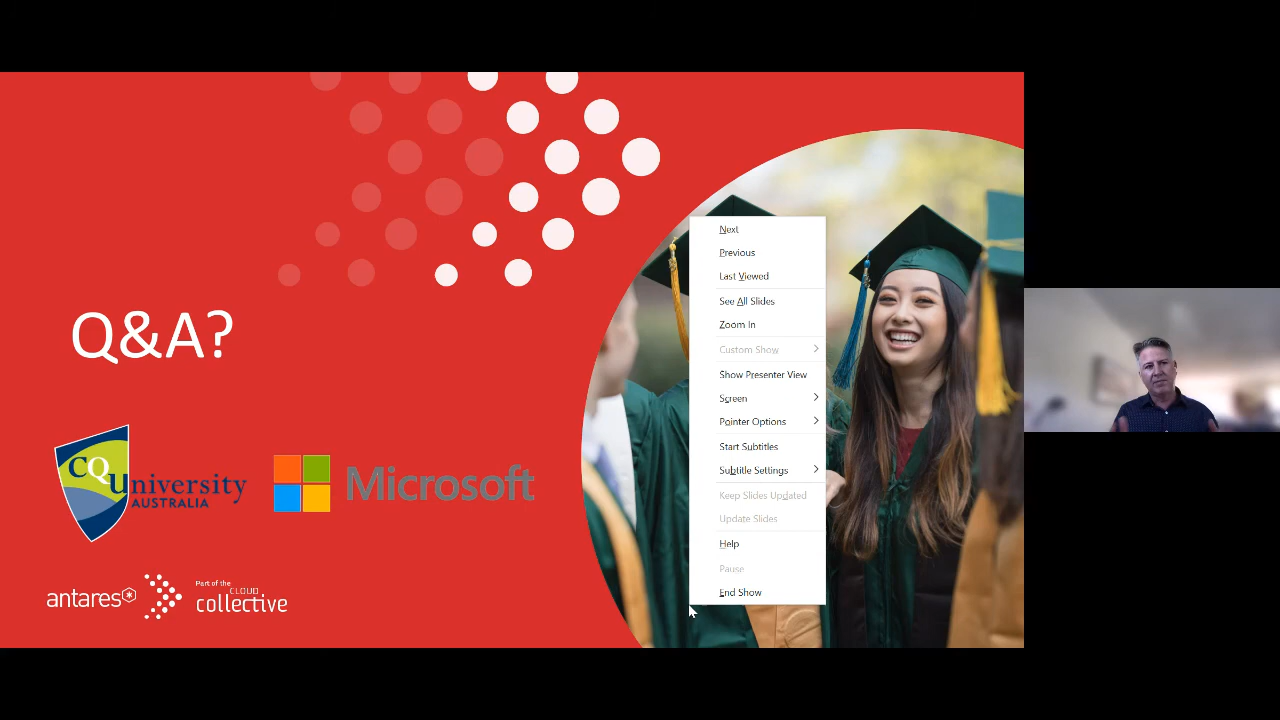 Q&A?
CQUniversity
AUSTRALIA
Microsoft
antares
Part of the
CLOUD
collective
Next
Previous
Last Viewed
See All Slides
Zoom In
Custom Show
Show Presenter View
Screen
Pointer Options
Start Subtitles
Subtitle Settings
Keep Slides Updated
Update Slides
Help
Pause
End Show